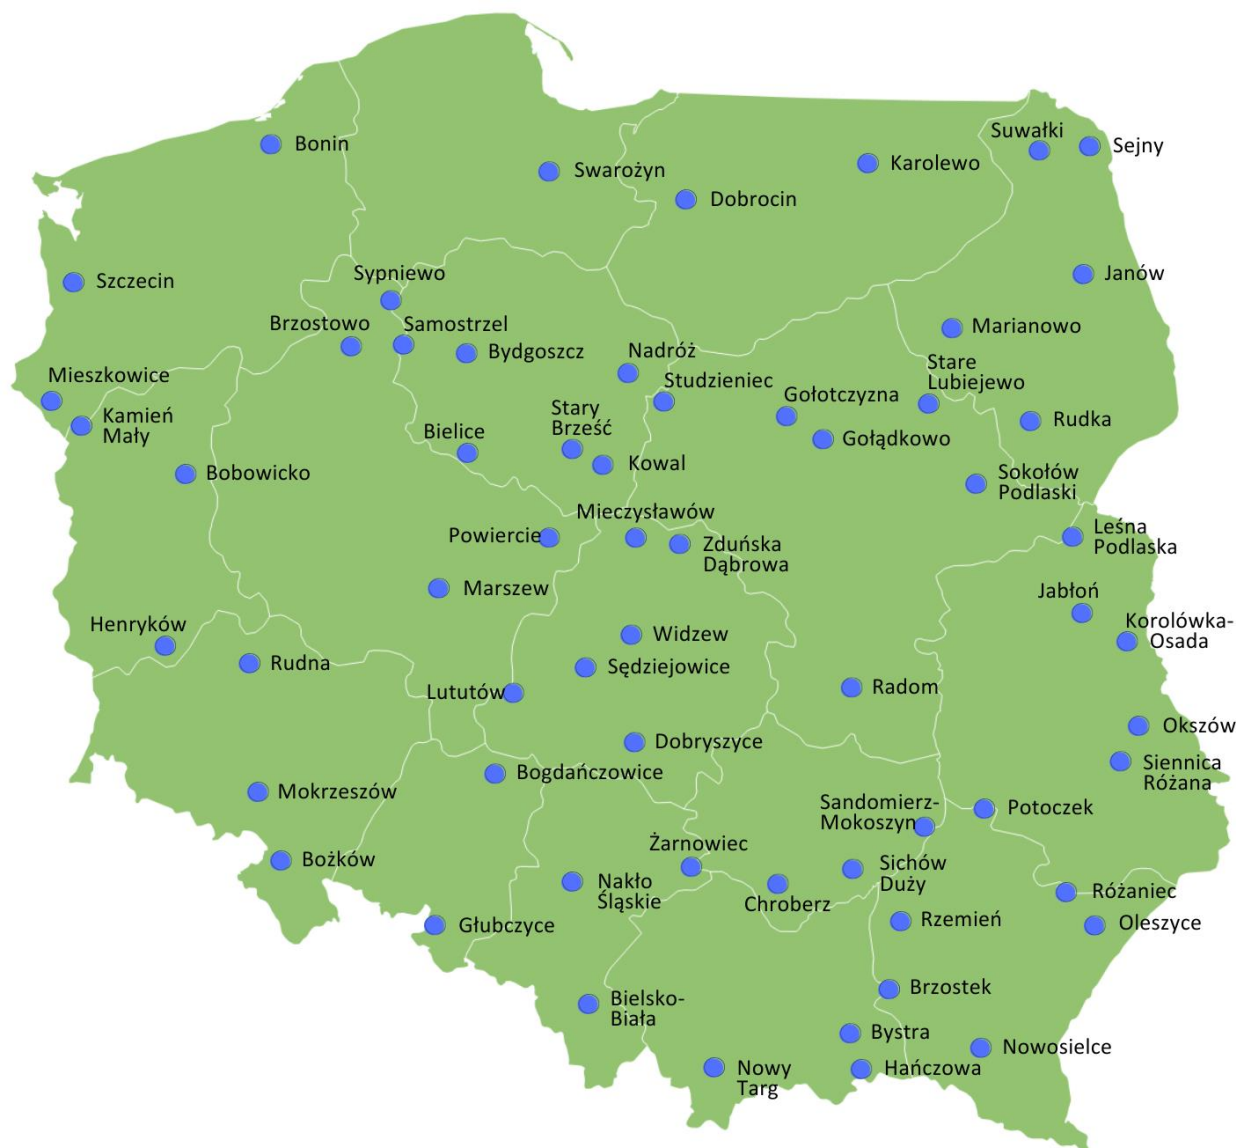 Suwałki
Bonin
Sejny
Karolewo
Swarożyn
Dobrocin
Janów
Sypniewo
Szczecin
Brzostowo
Samostrzel
Marianowo
Bydgoszcz
Nadróż
Stare
Lubiejewo
Mieszkowice
Studzieniec
Gołotczyzna
Kamień
Mały
Stary
Brześć
Rudka
Bielice
Gołądkowo
Kowal
Bobowicko
Sokołów
Podlaski
Mieczysławów
Leśna
Podlaska
Powiercie
Zduńska
Dąbrowa
Marszew
Jabłoń
Henryków
Widzew
Korolówka-
Osada
Rudna
Sędziejowice
Lututów
Radom
Okszów
Dobryszyce
Siennica
Różana
Bogdańczowice
Mokrzeszów
Sandomierz-
Mokoszyn
Potoczek
Żarnowiec
Bożków
Sichów
Duży
Nakło
Śląskie
Chroberz
Różaniec
Głubczyce
Rzemień
Oleszyce
Brzostek
Bielsko-
Biała
Bystra
Nowosielce
Nowy
Targ
Hańczowa